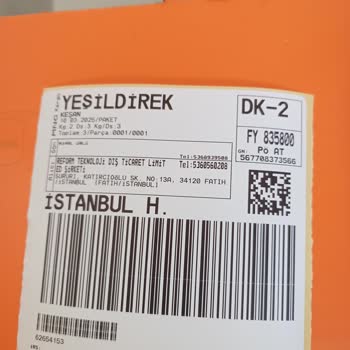 YEŞİLDİREK
KEŞAN
10.03.2025/PAKET
Kg:2 Ds:3 Kg/Ds:3
Toplam 3/Parça:0001/0001
DK-2
FY 835800
GN: Po AT
567708373566
REFORM TEKNOLOJİ DIŞ TİCARET LİMİT
ED ŞİRKETİ
Tel:5360560208
SURURİ, KATIRCIOĞLU SK. NO:13A, 34120 FATİH
/İSTANBUL (FATİH/İSTANBUL)
İSTANBUL H.
62654153